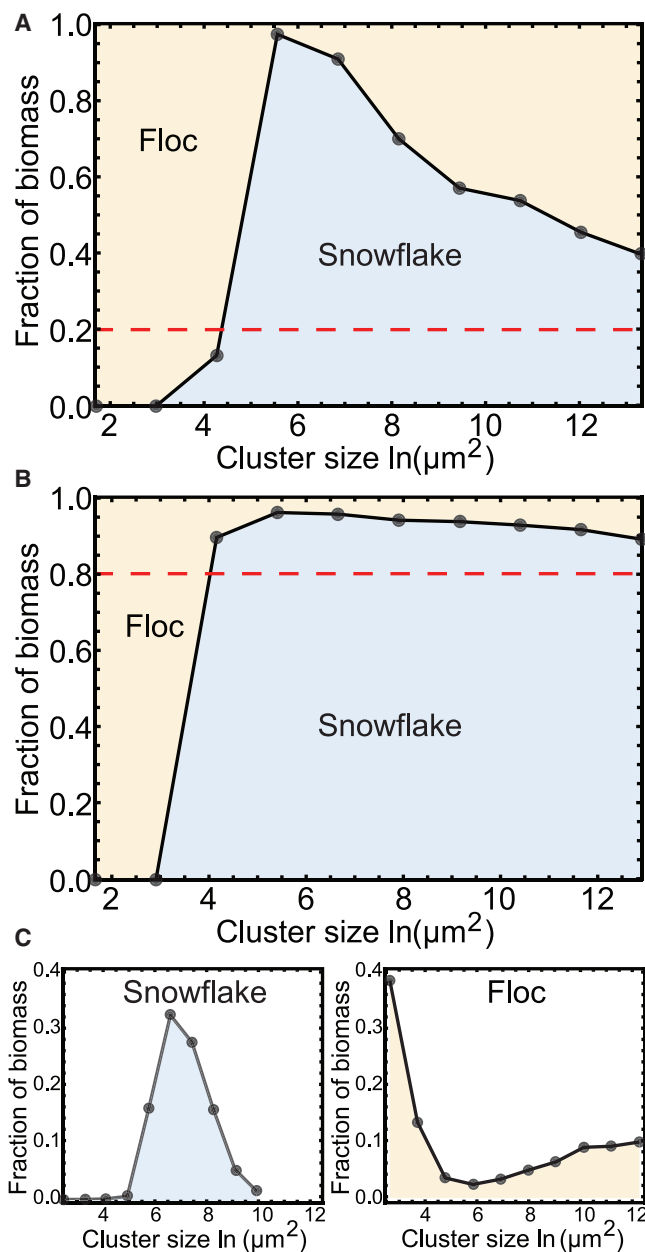 A
Fraction of biomass
1.0
0.8
0.6
0.4
0.2
0.0
Floc
Snowflake
2 4 6 8 10 12
Cluster size ln(μm²)
B
Fraction of biomass
1.0
0.8
0.6
0.4
0.2
0.0
Floc
Snowflake
2 4 6 8 10 12
Cluster size ln(μm²)
C
Fraction of biomass
0.4
0.3
0.2
0.1
0.0
Snowflake
4 6 8 10 12
Cluster size ln (μm²)
Fraction of biomass
0.4
0.3
0.2
0.1
0.0
Floc
4 6 8 10 12
Cluster size ln (μm²)